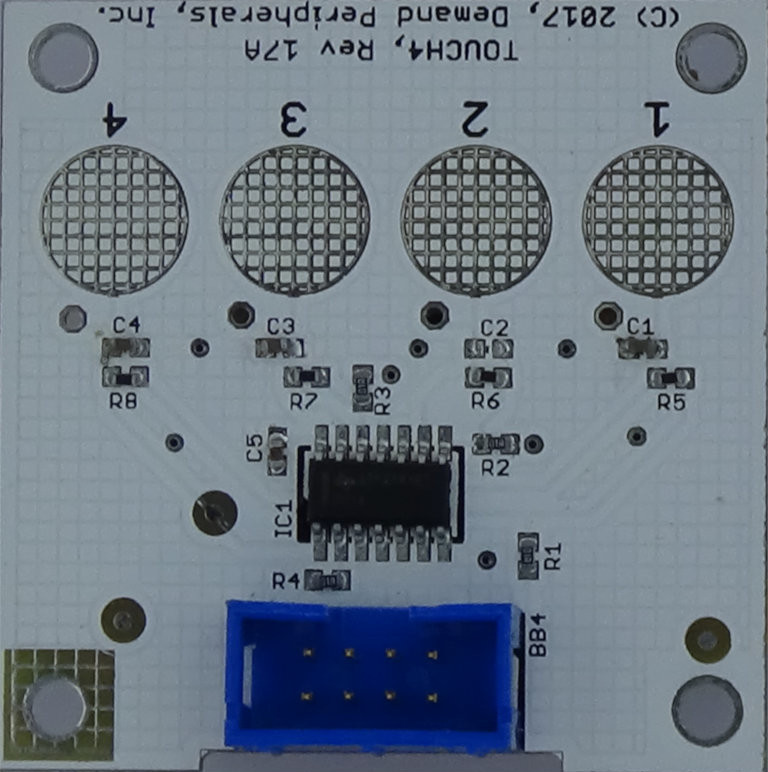 (C) 2017, Demand Peripherals, Inc.
TOUCH4, Rev 17A
4 3 2 1
C4 C3 C2 C1
R8 R7 R3 R6 R5
C5 R2
IC1
R4 R1
BB4